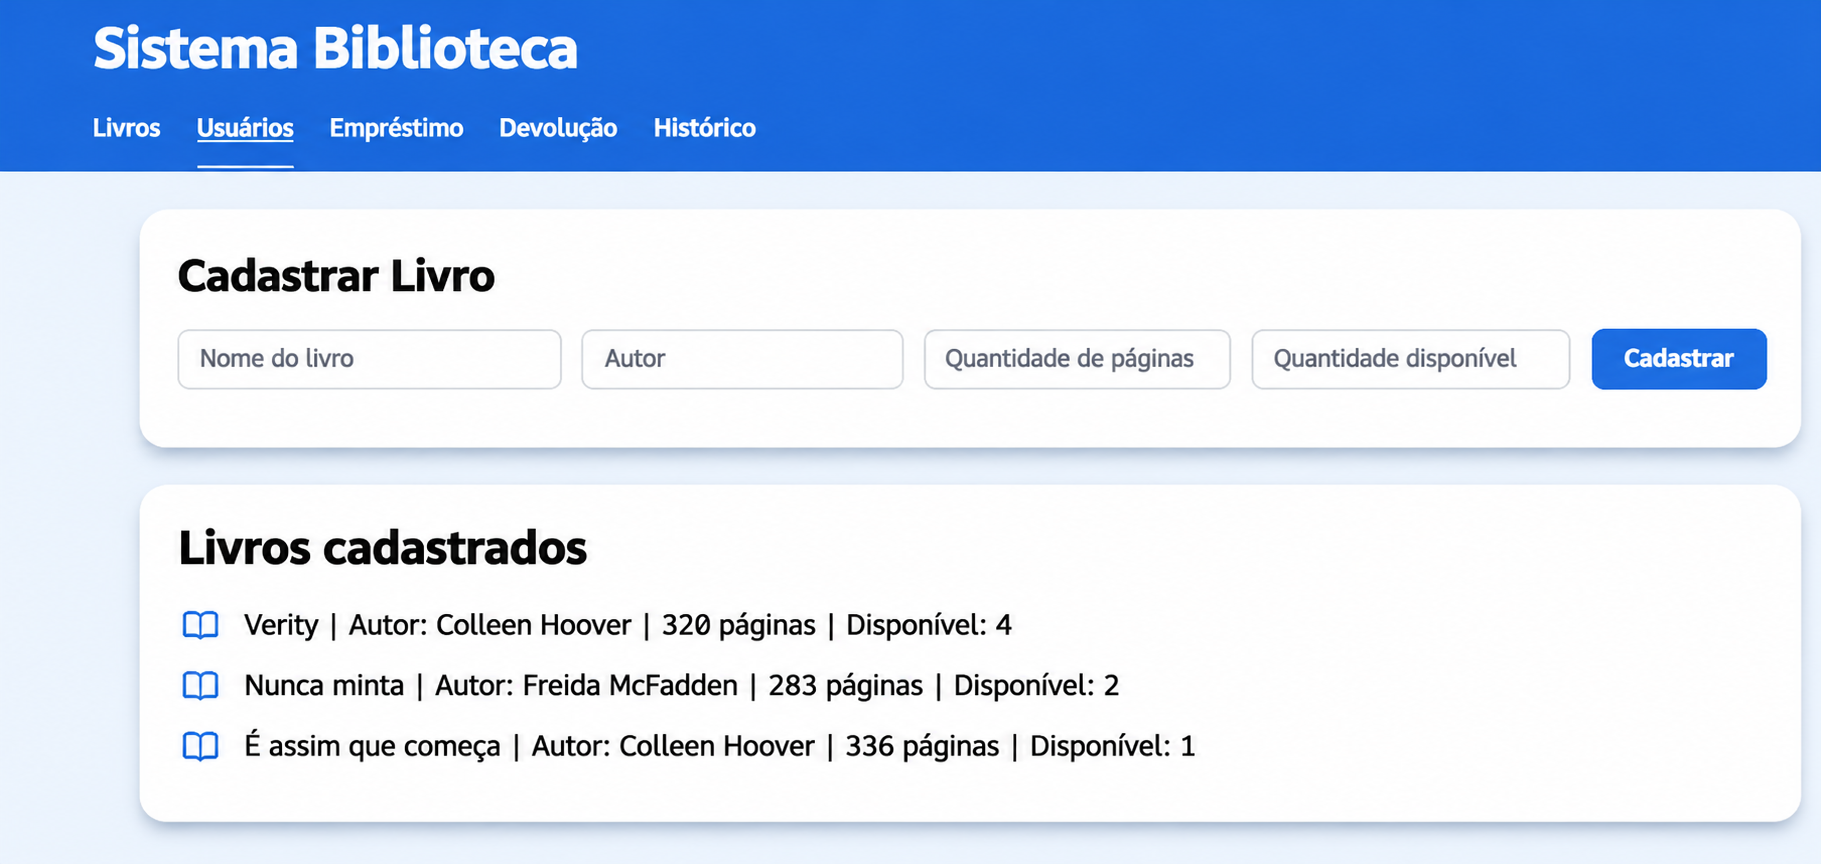 Sistema Biblioteca
Livros Usuários Empréstimo Devolução Histórico
Cadastrar Livro
Nome do livro Autor Quantidade de páginas Quantidade disponível Cadastrar
Livros cadastrados
Verity | Autor: Colleen Hoover | 320 páginas | Disponível: 4
Nunca minta | Autor: Freida McFadden | 283 páginas | Disponível: 2
É assim que começa | Autor: Colleen Hoover | 336 páginas | Disponível: 1